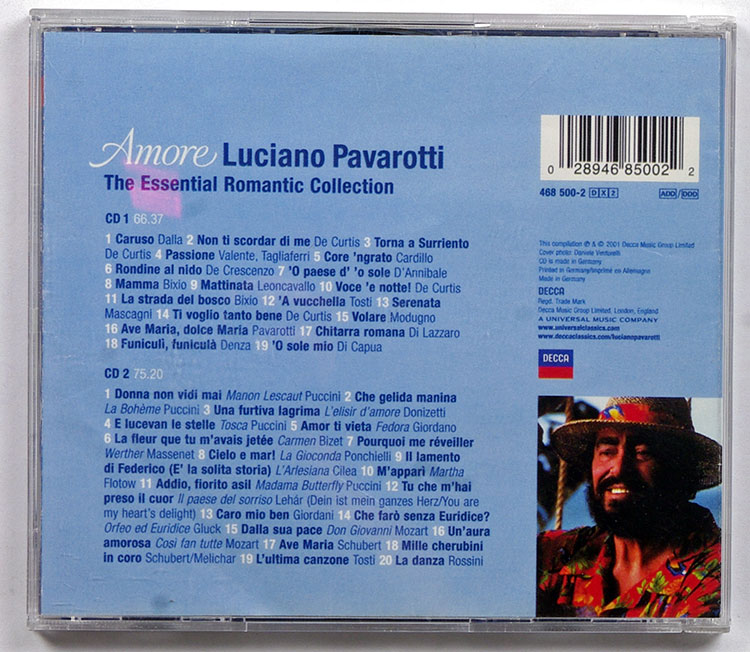 Amore Luciano Pavarotti
The Essential Romantic Collection
CD 1 66.37
1 Caruso Dalla 2 Non ti scordar di me De Curtis 3 Torna a Surriento
De Curtis 4 Passione Valente, Tagliaferri 5 Core 'ngrato Cardillo
6 Rondine al nido De Crescenzo 7 'O paese d' 'o sole D'Annibale
8 Mamma Bixio 9 Mattinata Leoncavallo 10 Voce 'e notte! De Curtis
11 La strada del bosco Bixio 12 'A vucchella Tosti 13 Serenata
Mascagni 14 Ti voglio tanto bene De Curtis 15 Volare Modugno
16 Ave Maria, dolce Maria Pavarotti 17 Chitarra romana Di Lazzaro
18 Funiculì, funiculà Denza 19 'O sole mio Di Capua
CD 2 75.20
1 Donna non vidi mai Manon Lescaut Puccini 2 Che gelida manina
La Bohème Puccini 3 Una furtiva lagrima L'elisir d'amore Donizetti
4 E lucevan le stelle Tosca Puccini 5 Amor ti vieta Fedora Giordano
6 La fleur que tu m'avais jetée Carmen Bizet 7 Pourquoi me réveiller
Werther Massenet 8 Cielo e mar! La Gioconda Ponchielli 9 Il lamento
di Federico (E' la solita storia) L'Arlesiana Cilea 10 M'apparì Martha
Flotow 11 Addio, fiorito asil Madama Butterfly Puccini 12 Tu che m'hai
preso il cuor Il paese del sorriso Lehár (Dein ist mein ganzes Herz/You are
my heart's delight) 13 Caro mio ben Giordani 14 Che farò senza Euridice?
Orfeo ed Euridice Gluck 15 Dalla sua pace Don Giovanni Mozart 16 Un'aura
amorosa Così fan tutte Mozart 17 Ave Maria Schubert 18 Mille cherubini
in coro Schubert/Melichar 19 L'ultima canzone Tosti 20 La danza Rossini
0 28946 85002 2
468 500-2 DX2 ADD/DDD
This compilation ℗ & © 2001 Decca Music Group Limited
Cover photo: Daniele Venturelli
CD is made in Germany
Printed in Germany/Imprimé en Allemagne
Made in Germany
DECCA
Regd. Trade Mark
Decca Music Group Limited, London, England
A UNIVERSAL MUSIC COMPANY
www.universalclassics.com
www.deccaclassics.com/lucianopavarotti
DECCA